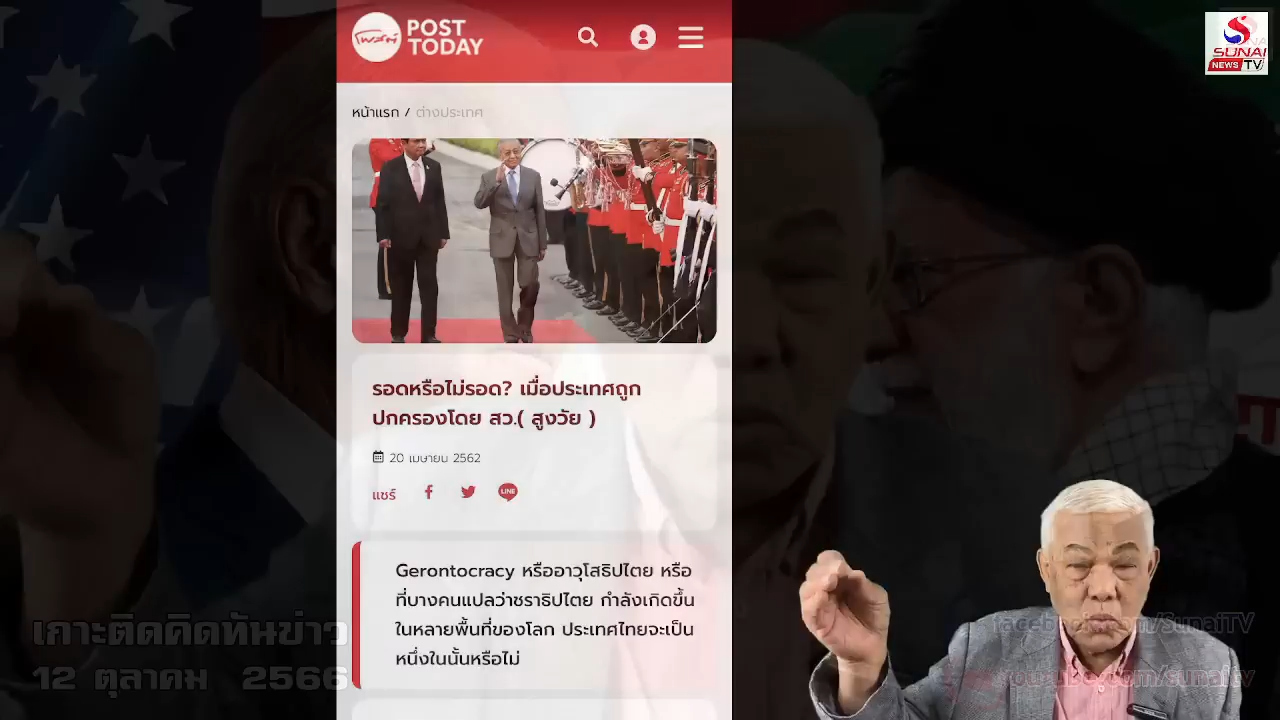 โพสต์
POST
TODAY
SUNAI
NEWS TV
หน้าแรก / ต่างประเทศ
รอดหรือไม่รอด? เมื่อประเทศถูก
ปกครองโดย สว.( สูงวัย )
20 เมษายน 2562
แชร์
LINE
Gerontocracy หรืออาวุโสธิปไตย หรือ
ที่บางคนแปลว่าชราธิปไตย กำลังเกิดขึ้น
ในหลายพื้นที่ของโลก ประเทศไทยจะเป็น
หนึ่งในนั้นหรือไม่
เกาะติดคิดทันข่าว
12 ตุลาคม 2566
facebook.com/SunaiTV
youtube.com/sunaitv